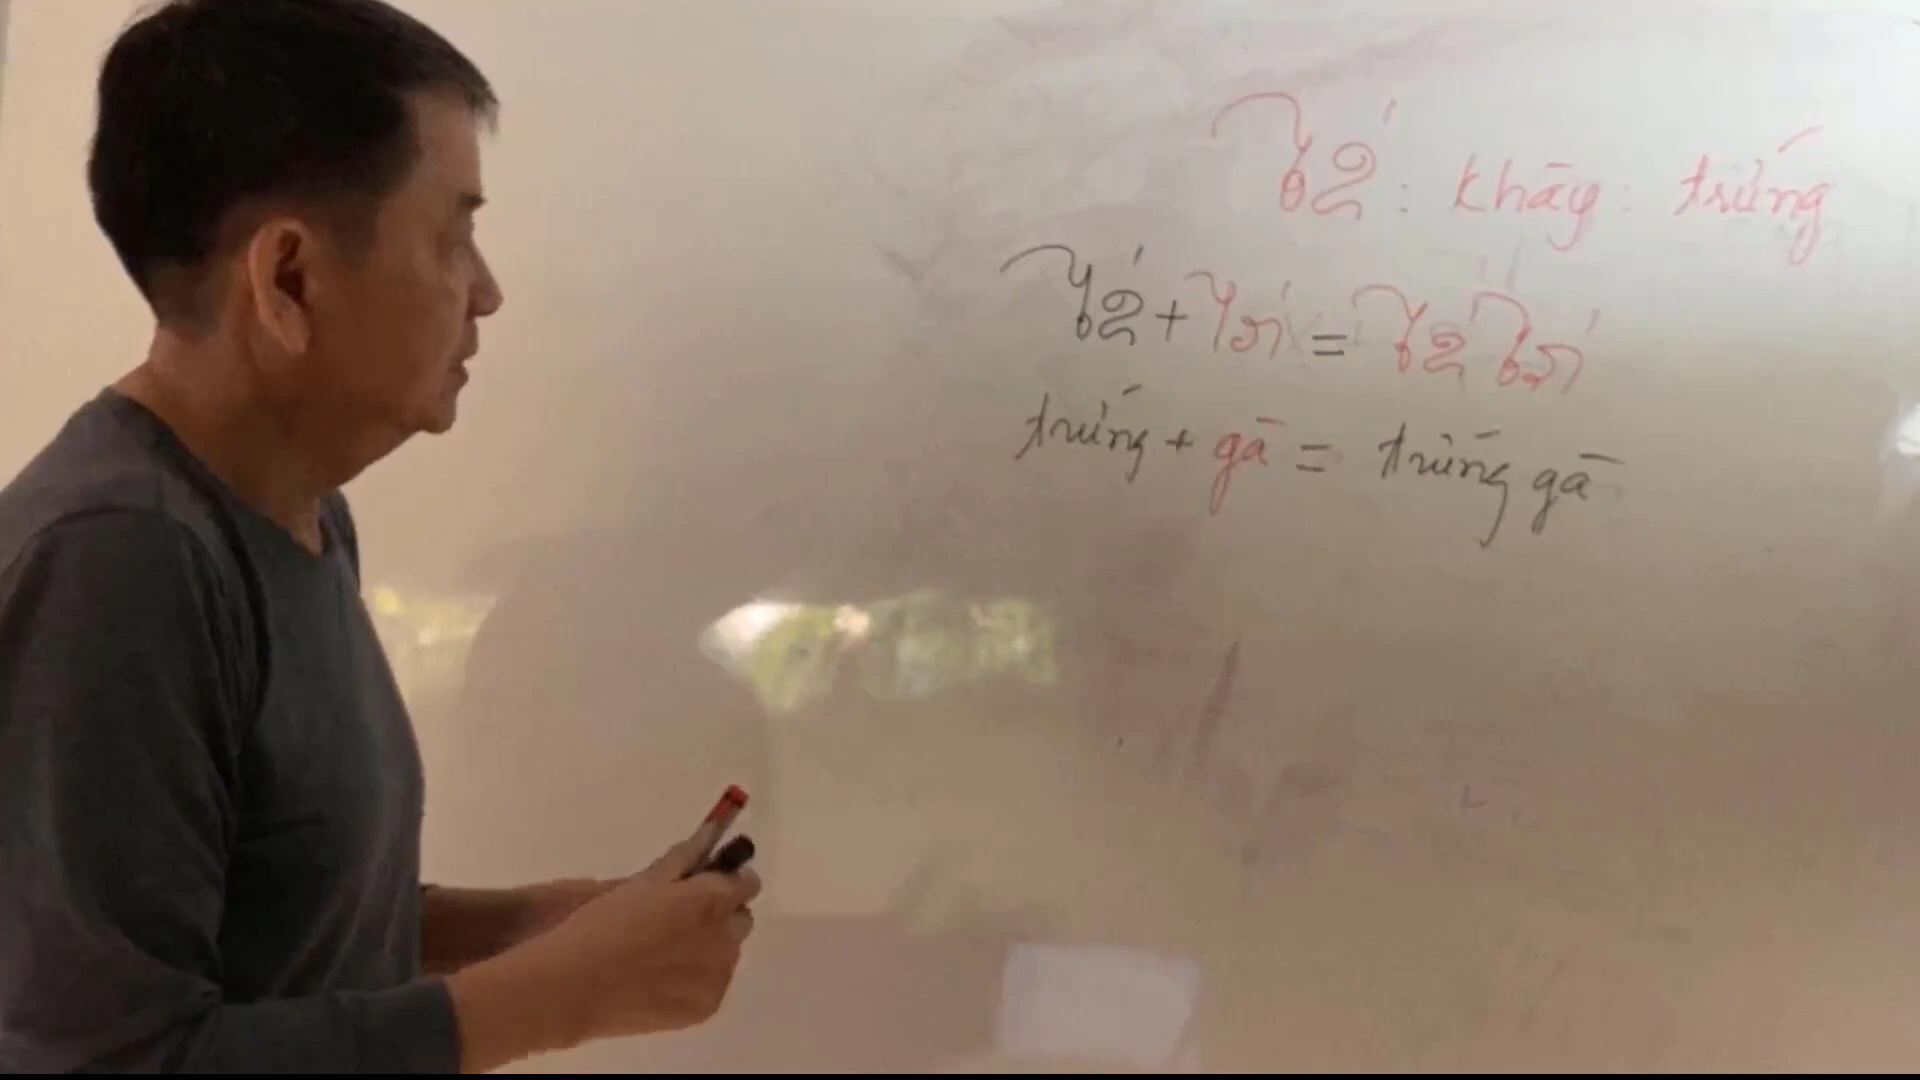 ໄຂ່ : khày : trứng
ໄຂ່ + ໄກ່ = ໄຂ່ໄກ່
trứng + gà = trứng gà